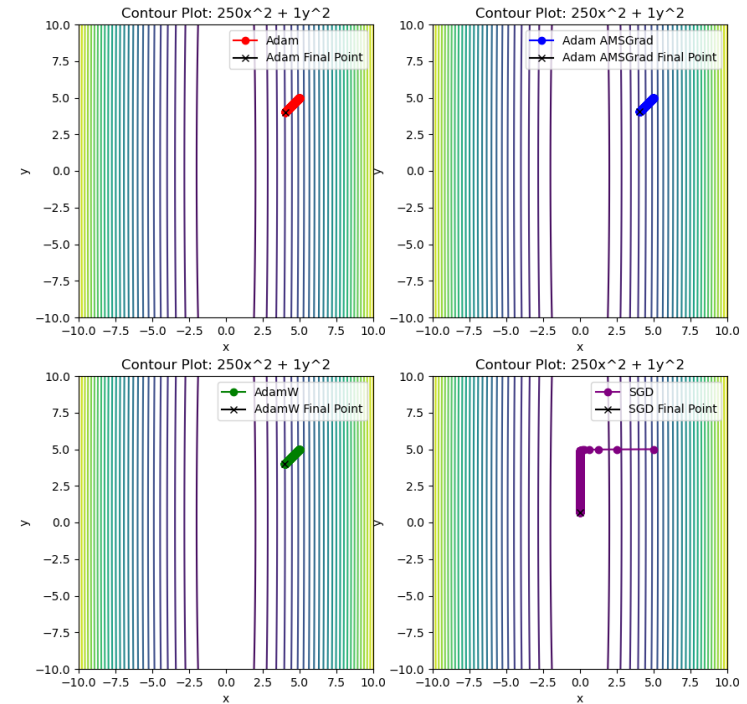 Contour Plot: 250x^2 + 1y^2
Adam
Adam Final Point
10.0
7.5
5.0
2.5
0.0
−2.5
−5.0
−7.5
−10.0
y
−10.0 −7.5 −5.0 −2.5 0.0 2.5 5.0 7.5 10.0
x
Contour Plot: 250x^2 + 1y^2
Adam AMSGrad
Adam AMSGrad Final Point
10.0
7.5
5.0
2.5
0.0
−2.5
−5.0
−7.5
−10.0
y
−10.0 −7.5 −5.0 −2.5 0.0 2.5 5.0 7.5 10.0
x
Contour Plot: 250x^2 + 1y^2
AdamW
AdamW Final Point
10.0
7.5
5.0
2.5
0.0
−2.5
−5.0
−7.5
−10.0
y
−10.0 −7.5 −5.0 −2.5 0.0 2.5 5.0 7.5 10.0
x
Contour Plot: 250x^2 + 1y^2
SGD
SGD Final Point
10.0
7.5
5.0
2.5
0.0
−2.5
−5.0
−7.5
−10.0
y
−10.0 −7.5 −5.0 −2.5 0.0 2.5 5.0 7.5 10.0
x